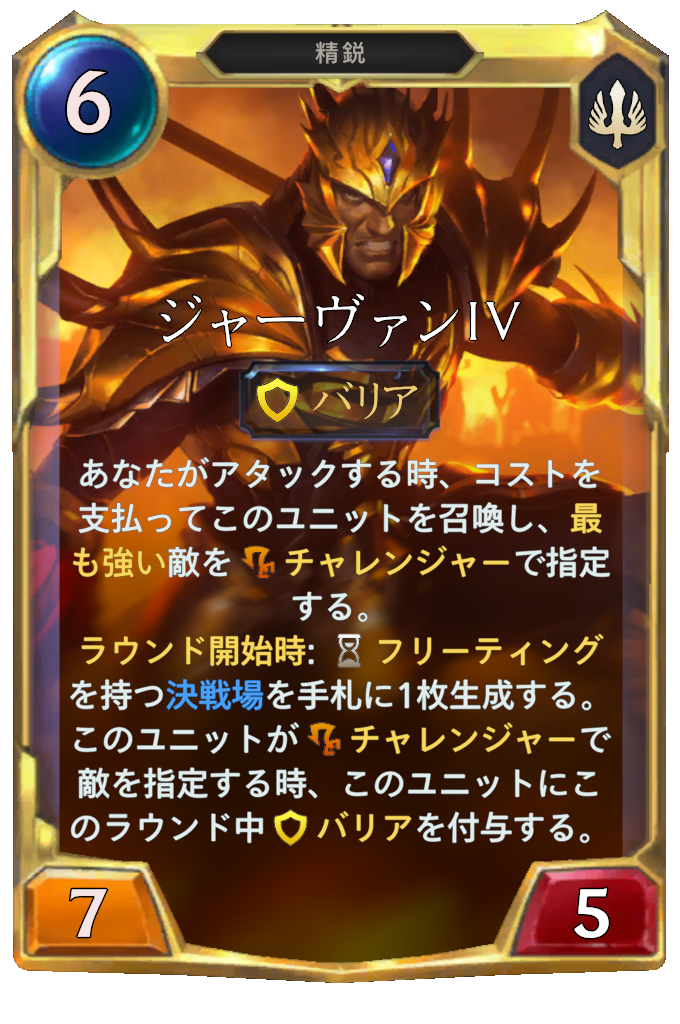 6
精鋭
ジャーヴァンIV
バリア
あなたがアタックする時、コストを
支払ってこのユニットを召喚し、最
も強い敵を チャレンジャーで指定
する。
ラウンド開始時: フリーティング
を持つ決戦場を手札に1枚生成する。
このユニットが チャレンジャーで
敵を指定する時、このユニットにこ
のラウンド中 バリアを付与する。
7
5